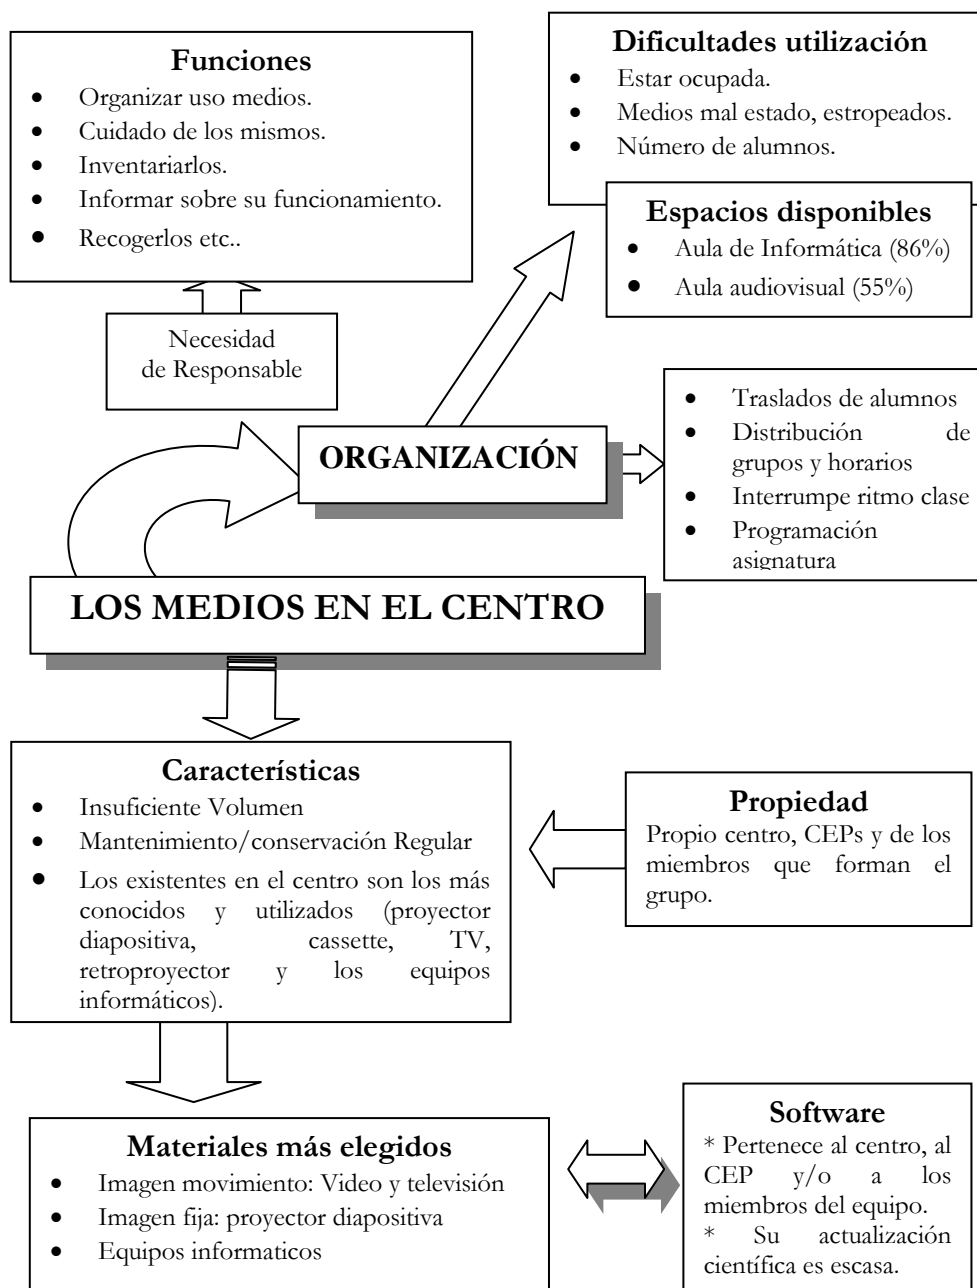 Funciones
• Organizar uso medios.
• Cuidado de los mismos.
• Inventariarlos.
• Informar sobre su funcionamiento.
• Recogerlos etc..
Dificultades utilización
• Estar ocupada.
• Medios mal estado, estropeados.
• Número de alumnos.
Espacios disponibles
• Aula de Informática (86%)
• Aula audiovisual (55%)
Necesidad
de Responsable
ORGANIZACIÓN
• Traslados de alumnos
• Distribución de
grupos y horarios
• Interrumpe ritmo clase
• Programación
asignatura
LOS MEDIOS EN EL CENTRO
Características
• Insuficiente Volumen
• Mantenimiento/conservación Regular
• Los existentes en el centro son los más
conocidos y utilizados (proyector
diapositiva, cassette, TV,
retroproyector y los equipos
informáticos).
Propiedad
Propio centro, CEPs y de los
miembros que forman el
grupo.
Materiales más elegidos
• Imagen movimiento: Video y televisión
• Imagen fija: proyector diapositiva
• Equipos informaticos
Software
* Pertenece al centro, al
CEP y/o a los
miembros del equipo.
* Su actualización
científica es escasa.